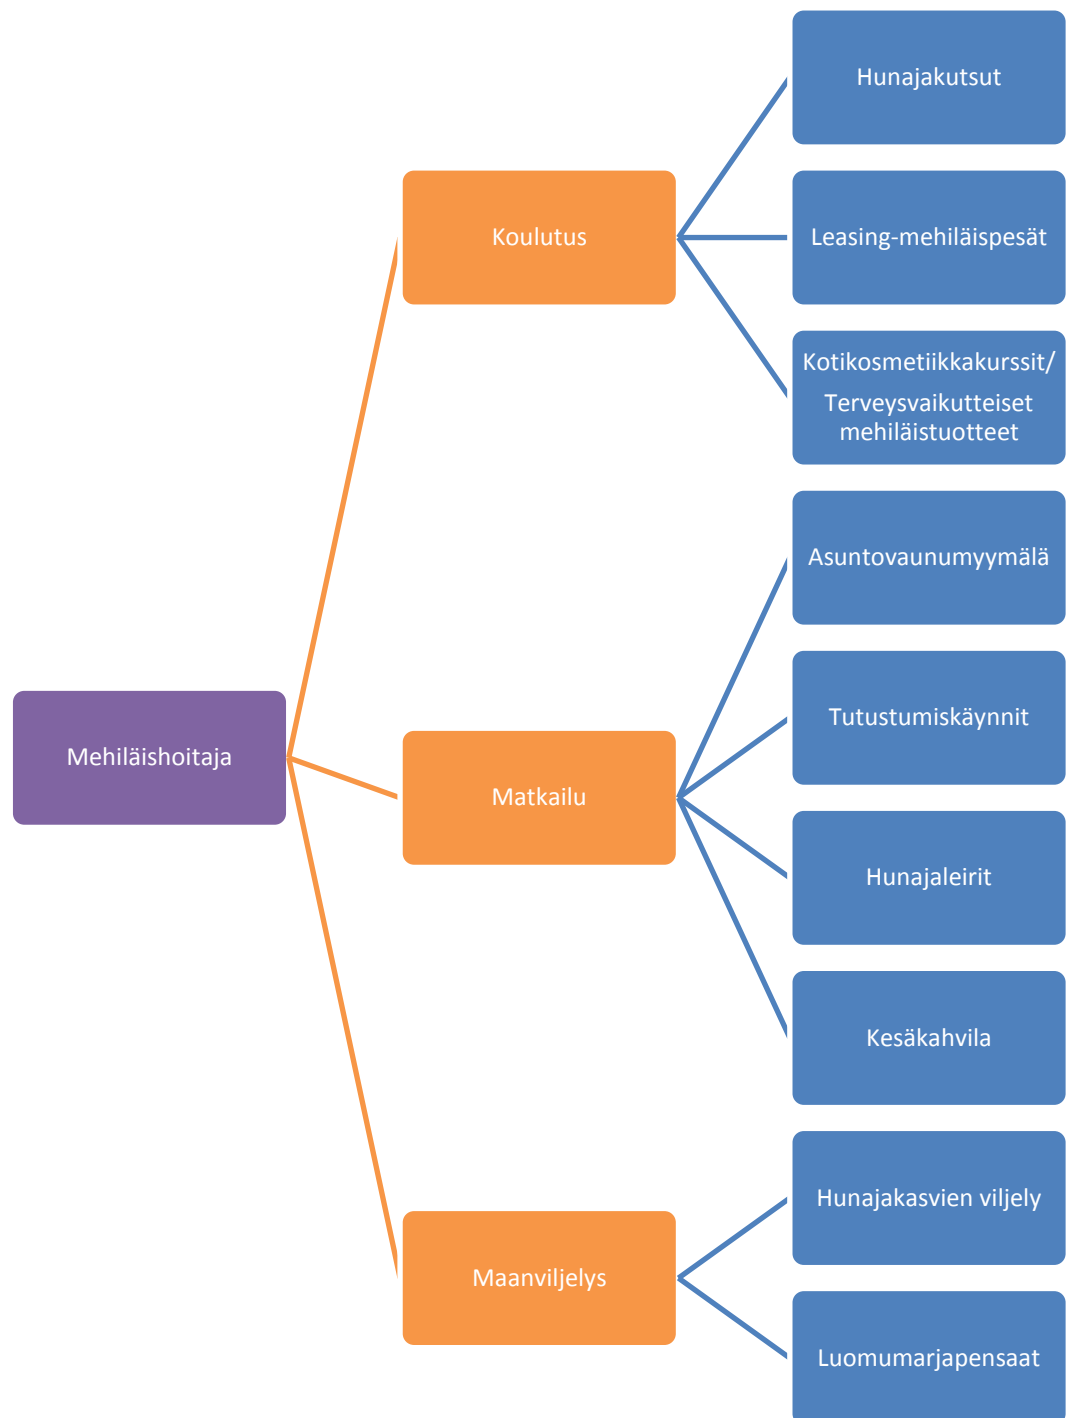 Hunajakutsut
Koulutus
Leasing-mehiläispesät
Kotikosmetiikkakurssit/
Terveysvaikutteiset
mehiläistuotteet
Asuntovaunumyymälä
Tutustumiskäynnit
Mehiläishoitaja
Matkailu
Hunajaleirit
Kesäkahvila
Hunajakasvien viljely
Maanviljelys
Luomumarjapensaat